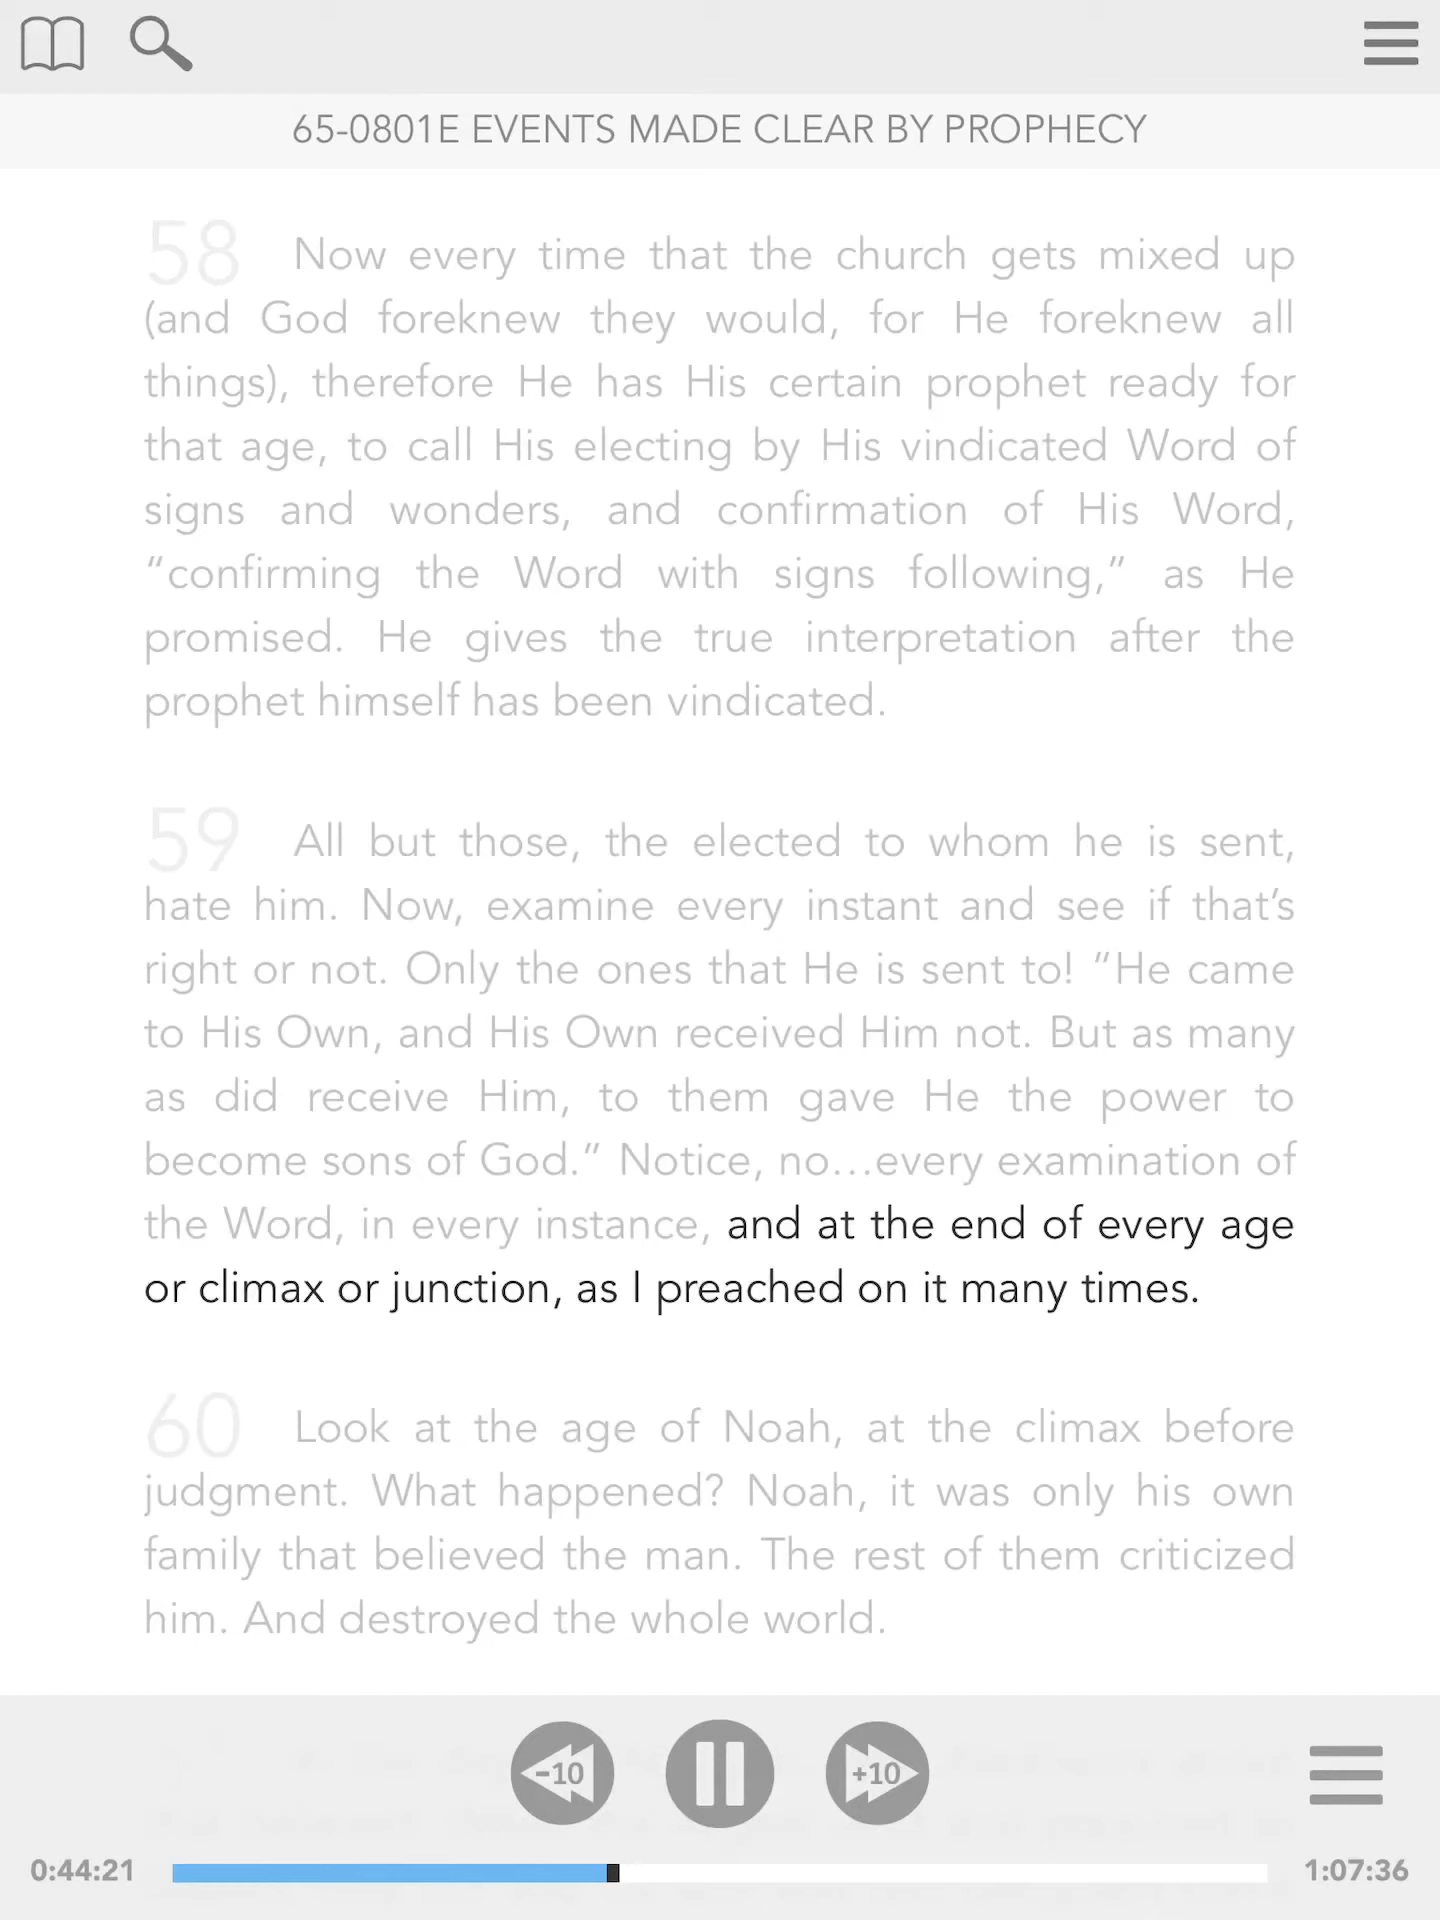 65-0801E EVENTS MADE CLEAR BY PROPHECY
58 Now every time that the church gets mixed up
(and God foreknew they would, for He foreknew all
things), therefore He has His certain prophet ready for
that age, to call His electing by His vindicated Word of
signs and wonders, and confirmation of His Word,
“confirming the Word with signs following,” as He
promised. He gives the true interpretation after the
prophet himself has been vindicated.
59 All but those, the elected to whom he is sent,
hate him. Now, examine every instant and see if that’s
right or not. Only the ones that He is sent to! “He came
to His Own, and His Own received Him not. But as many
as did receive Him, to them gave He the power to
become sons of God.” Notice, no…every examination of
the Word, in every instance, and at the end of every age
or climax or junction, as I preached on it many times.
60 Look at the age of Noah, at the climax before
judgment. What happened? Noah, it was only his own
family that believed the man. The rest of them criticized
him. And destroyed the whole world.
-10 +10
0:44:21 1:07:36